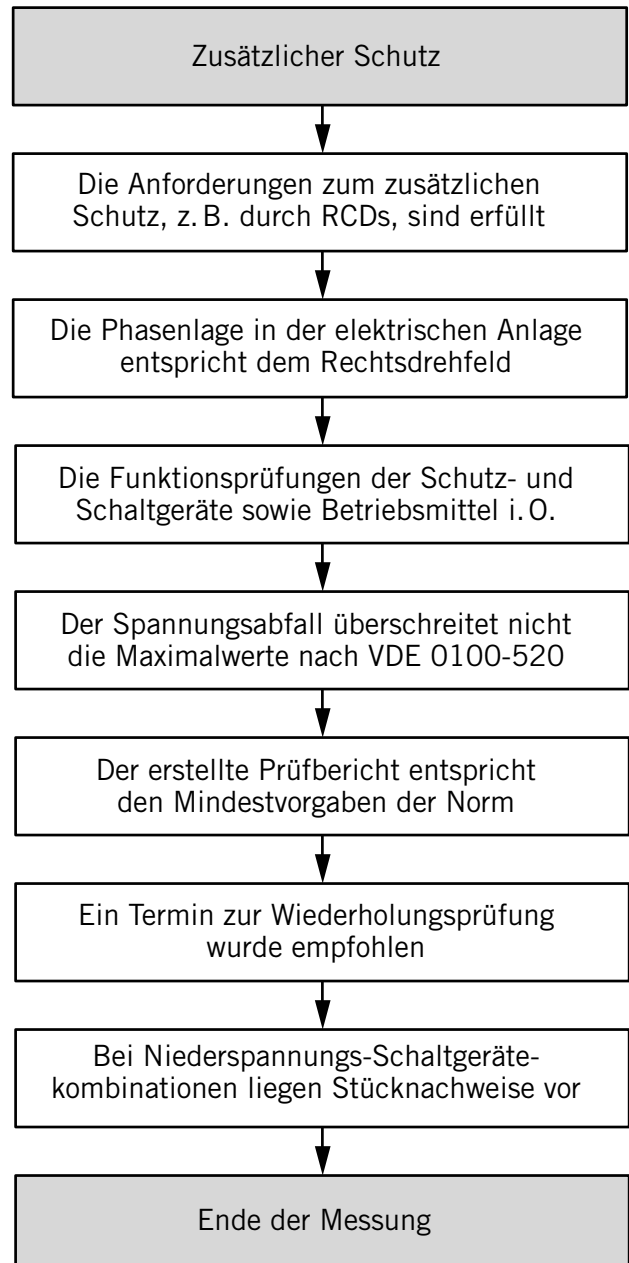 Zusätzlicher Schutz
Die Anforderungen zum zusätzlichen
Schutz, z. B. durch RCDs, sind erfüllt
Die Phasenlage in der elektrischen Anlage
entspricht dem Rechtsdrehfeld
Die Funktionsprüfungen der Schutz- und
Schaltgeräte sowie Betriebsmittel i. O.
Der Spannungsabfall überschreitet nicht
die Maximalwerte nach VDE 0100-520
Der erstellte Prüfbericht entspricht
den Mindestvorgaben der Norm
Ein Termin zur Wiederholungsprüfung
wurde empfohlen
Bei Niederspannungs-Schaltgeräte-
kombinationen liegen Stücknachweise vor
Ende der Messung